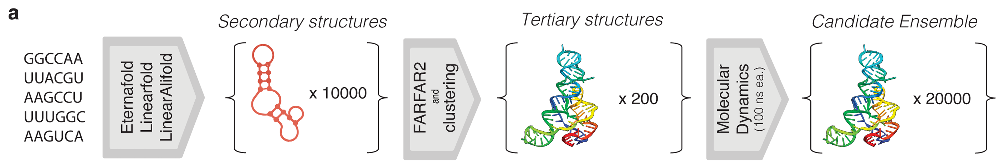 a
GGCCAA
UUACGU
AAGCCU
UUUGGC
AAGUCA
Eternafold
Linearfold
LinearAlifold
Secondary structures
x 10000
FARFAR2
and
clustering
Tertiary structures
x 200
Molecular
Dynamics
(100 ns ea.)
Candidate Ensemble
x 20000